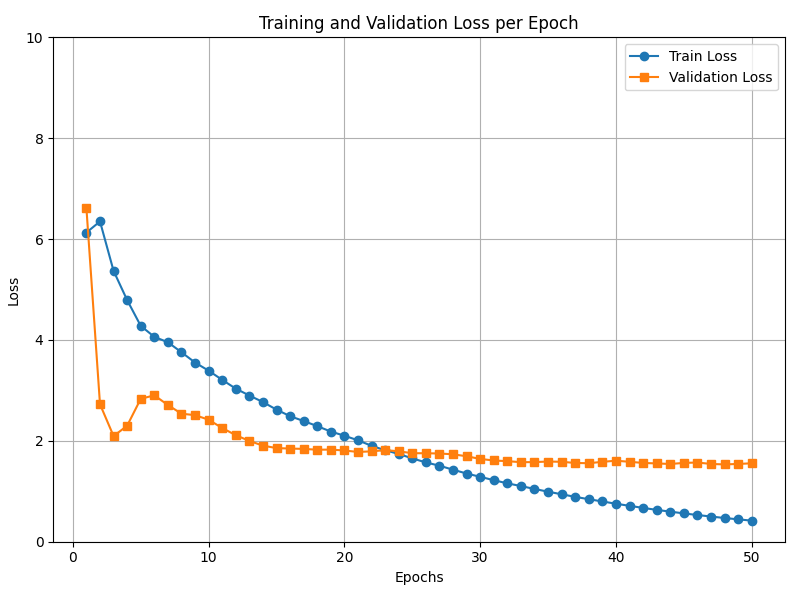 Training and Validation Loss per Epoch
Train Loss
Validation Loss
Loss
10
8
6
4
2
0
0 10 20 30 40 50
Epochs